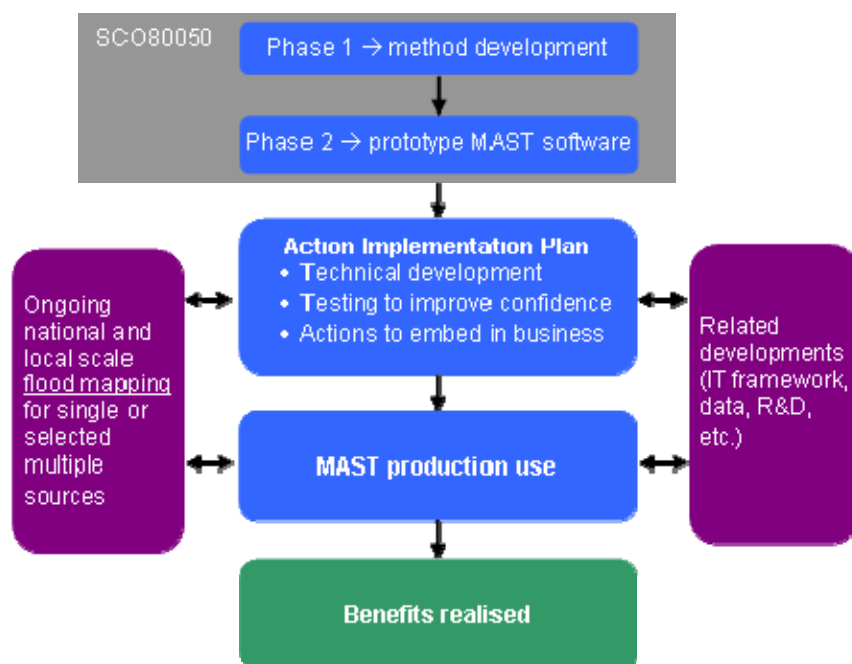 SCO80050
Phase 1 → method development
Phase 2 → prototype MAST software
Action Implementation Plan
• Technical development
• Testing to improve confidence
• Actions to embed in business
Ongoing
national and
local scale
flood mapping
for single or
selected
multiple
sources
Related
developments
(IT framework,
data, R&D,
etc.)
MAST production use
Benefits realised